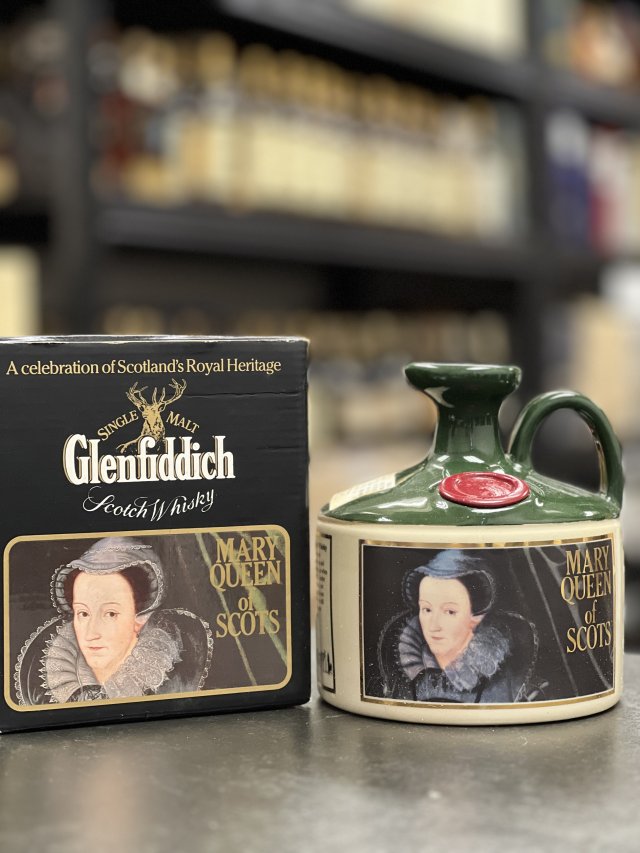 A celebration of Scotland's Royal Heritage
SINGLE MALT
Glenfiddich
Scotch Whisky
MARY
QUEEN
of
SCOTS
MARY
QUEEN
of
SCOTS